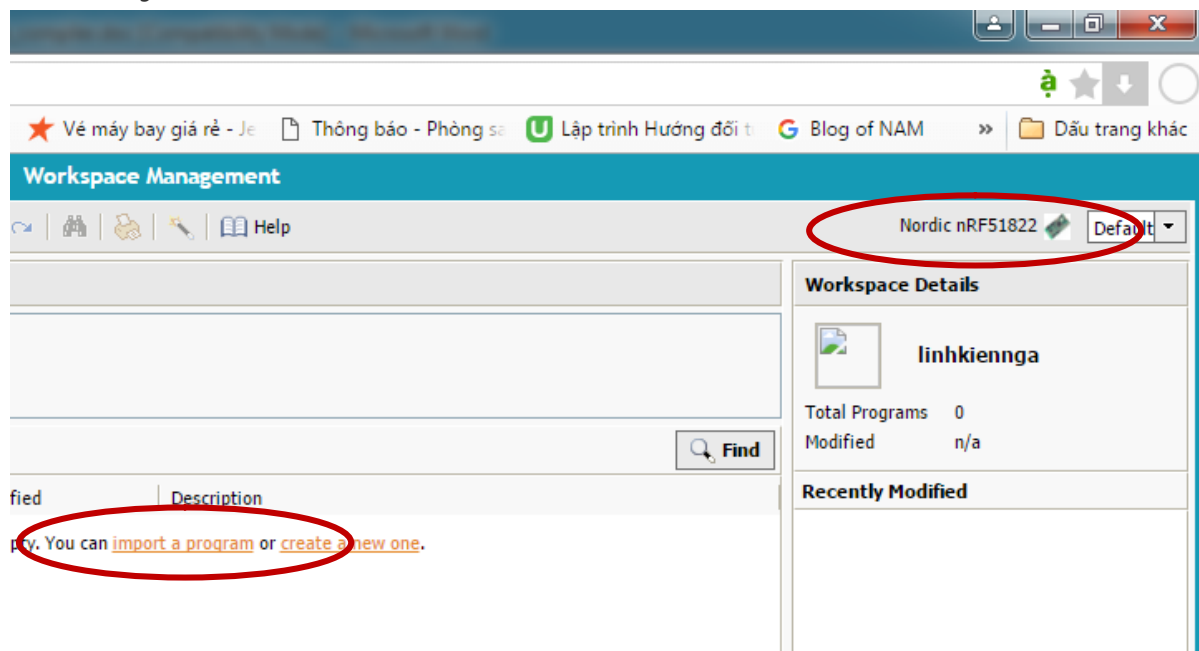 Vé máy bay giá rẻ - Je Thông báo - Phòng sa Lập trình Hướng đối t Blog of NAM » Dấu trang khác
Workspace Management
Help Nordic nRF51822 Default
Workspace Details
linhkiennga
Total Programs 0
Find
Modified n/a
fied Description
Recently Modified
pty. You can import a program or create a new one.